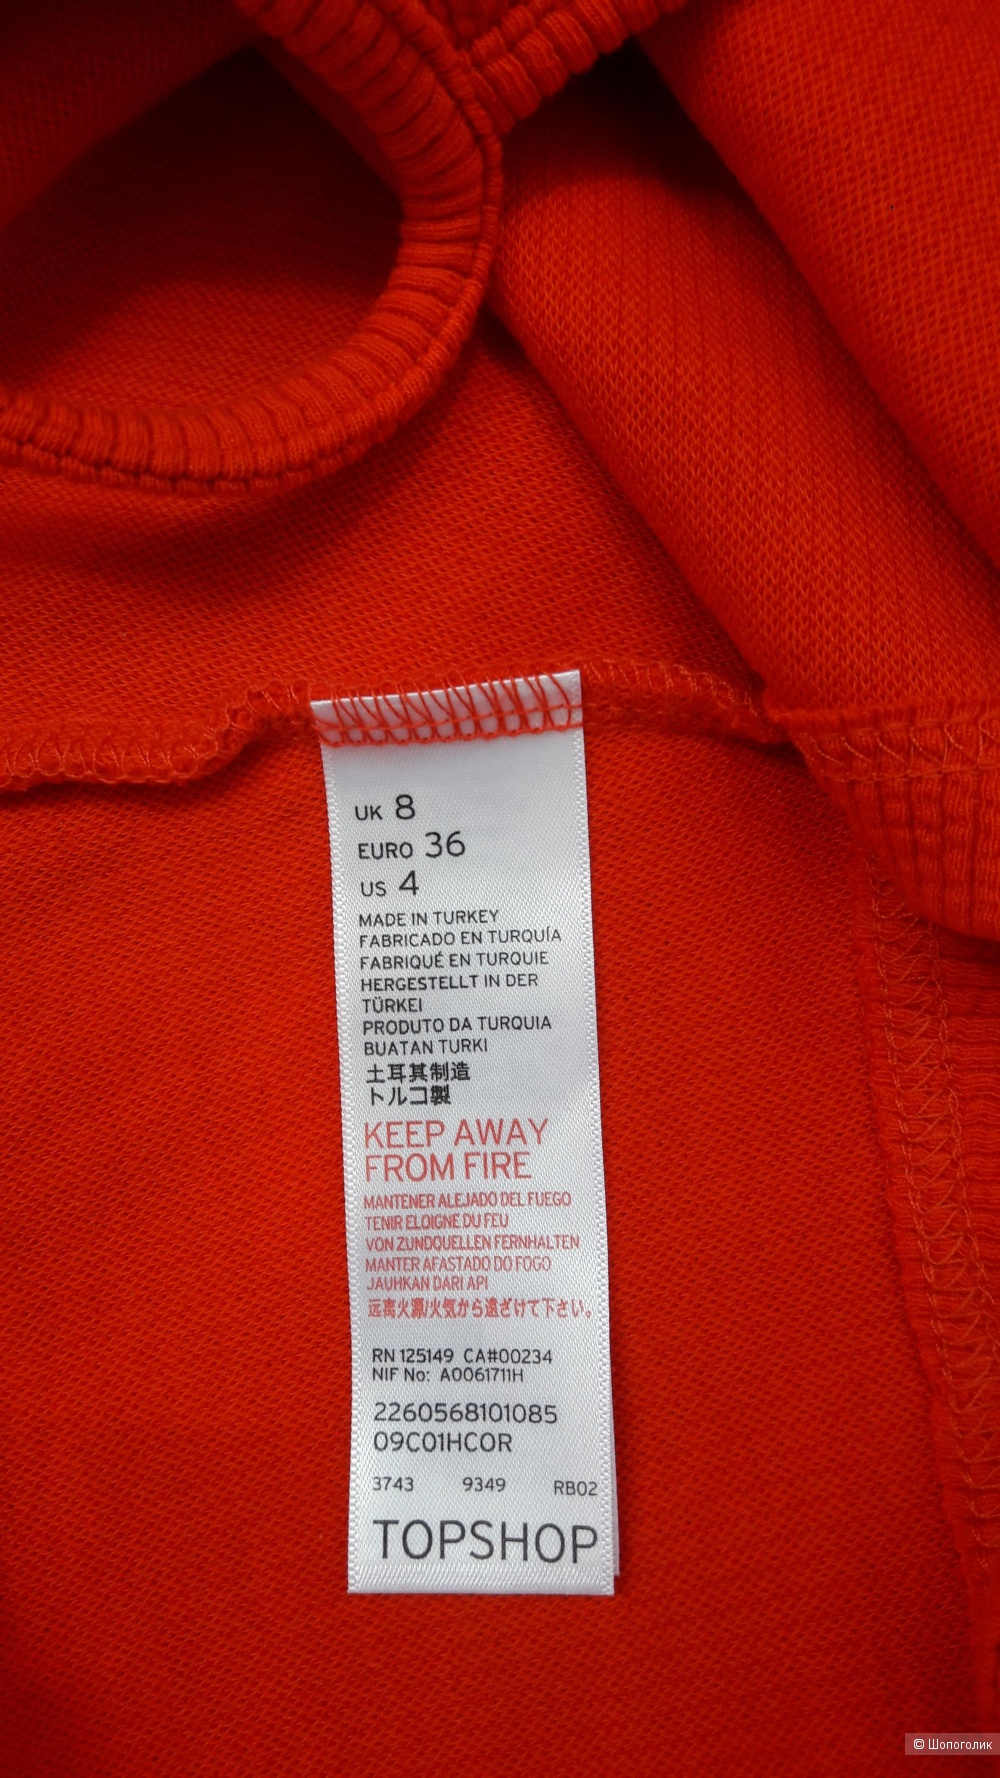 UK 8
EURO 36
US 4
MADE IN TURKEY
FABRICADO EN TURQUÍA
FABRIQUÉ EN TURQUIE
HERGESTELLT IN DER
TÜRKEI
PRODUTO DA TURQUIA
BUATAN TURKI
土耳其制造
トルコ製
KEEP AWAY
FROM FIRE
MANTENER ALEJADO DEL FUEGO
TENIR ELOIGNE DU FEU
VON ZUNDQUELLEN FERNHALTEN
MANTER AFASTADO DO FOGO
JAUHKAN DARI API
远离火源/火気から遠ざけて下さい。
RN 125149 CA#00234
NIF No: A0061711H
2260568101085
09C01HCOR
3743 9349 RB02
TOPSHOP
© Шопоголик